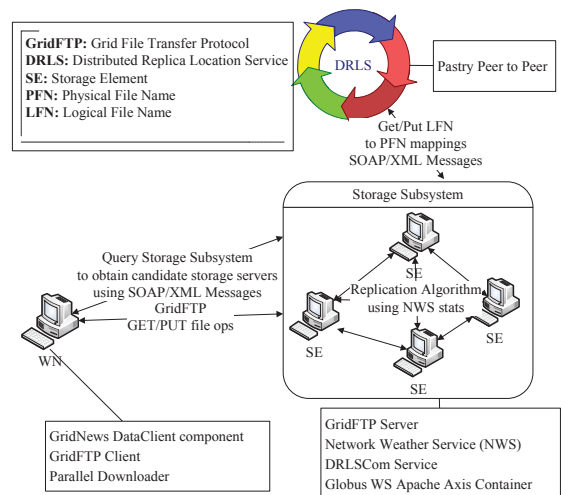 GridFTP: Grid File Transfer Protocol
DRLS: Distributed Replica Location Service
SE: Storage Element
PFN: Physical File Name
LFN: Logical File Name
DRLS
Pastry Peer to Peer
Get/Put LFN
to PFN mappings
SOAP/XML Messages
Storage Subsystem
Query Storage Subsystem
to obtain candidate storage servers
using SOAP/XML Messages
GridFTP
GET/PUT file ops
WN
SE
Replication Algorithm
using NWS stats
SE
SE
SE
GridNews DataClient component
GridFTP Client
Parallel Downloader
GridFTP Server
Network Weather Service (NWS)
DRLSCom Service
Globus WS Apache Axis Container